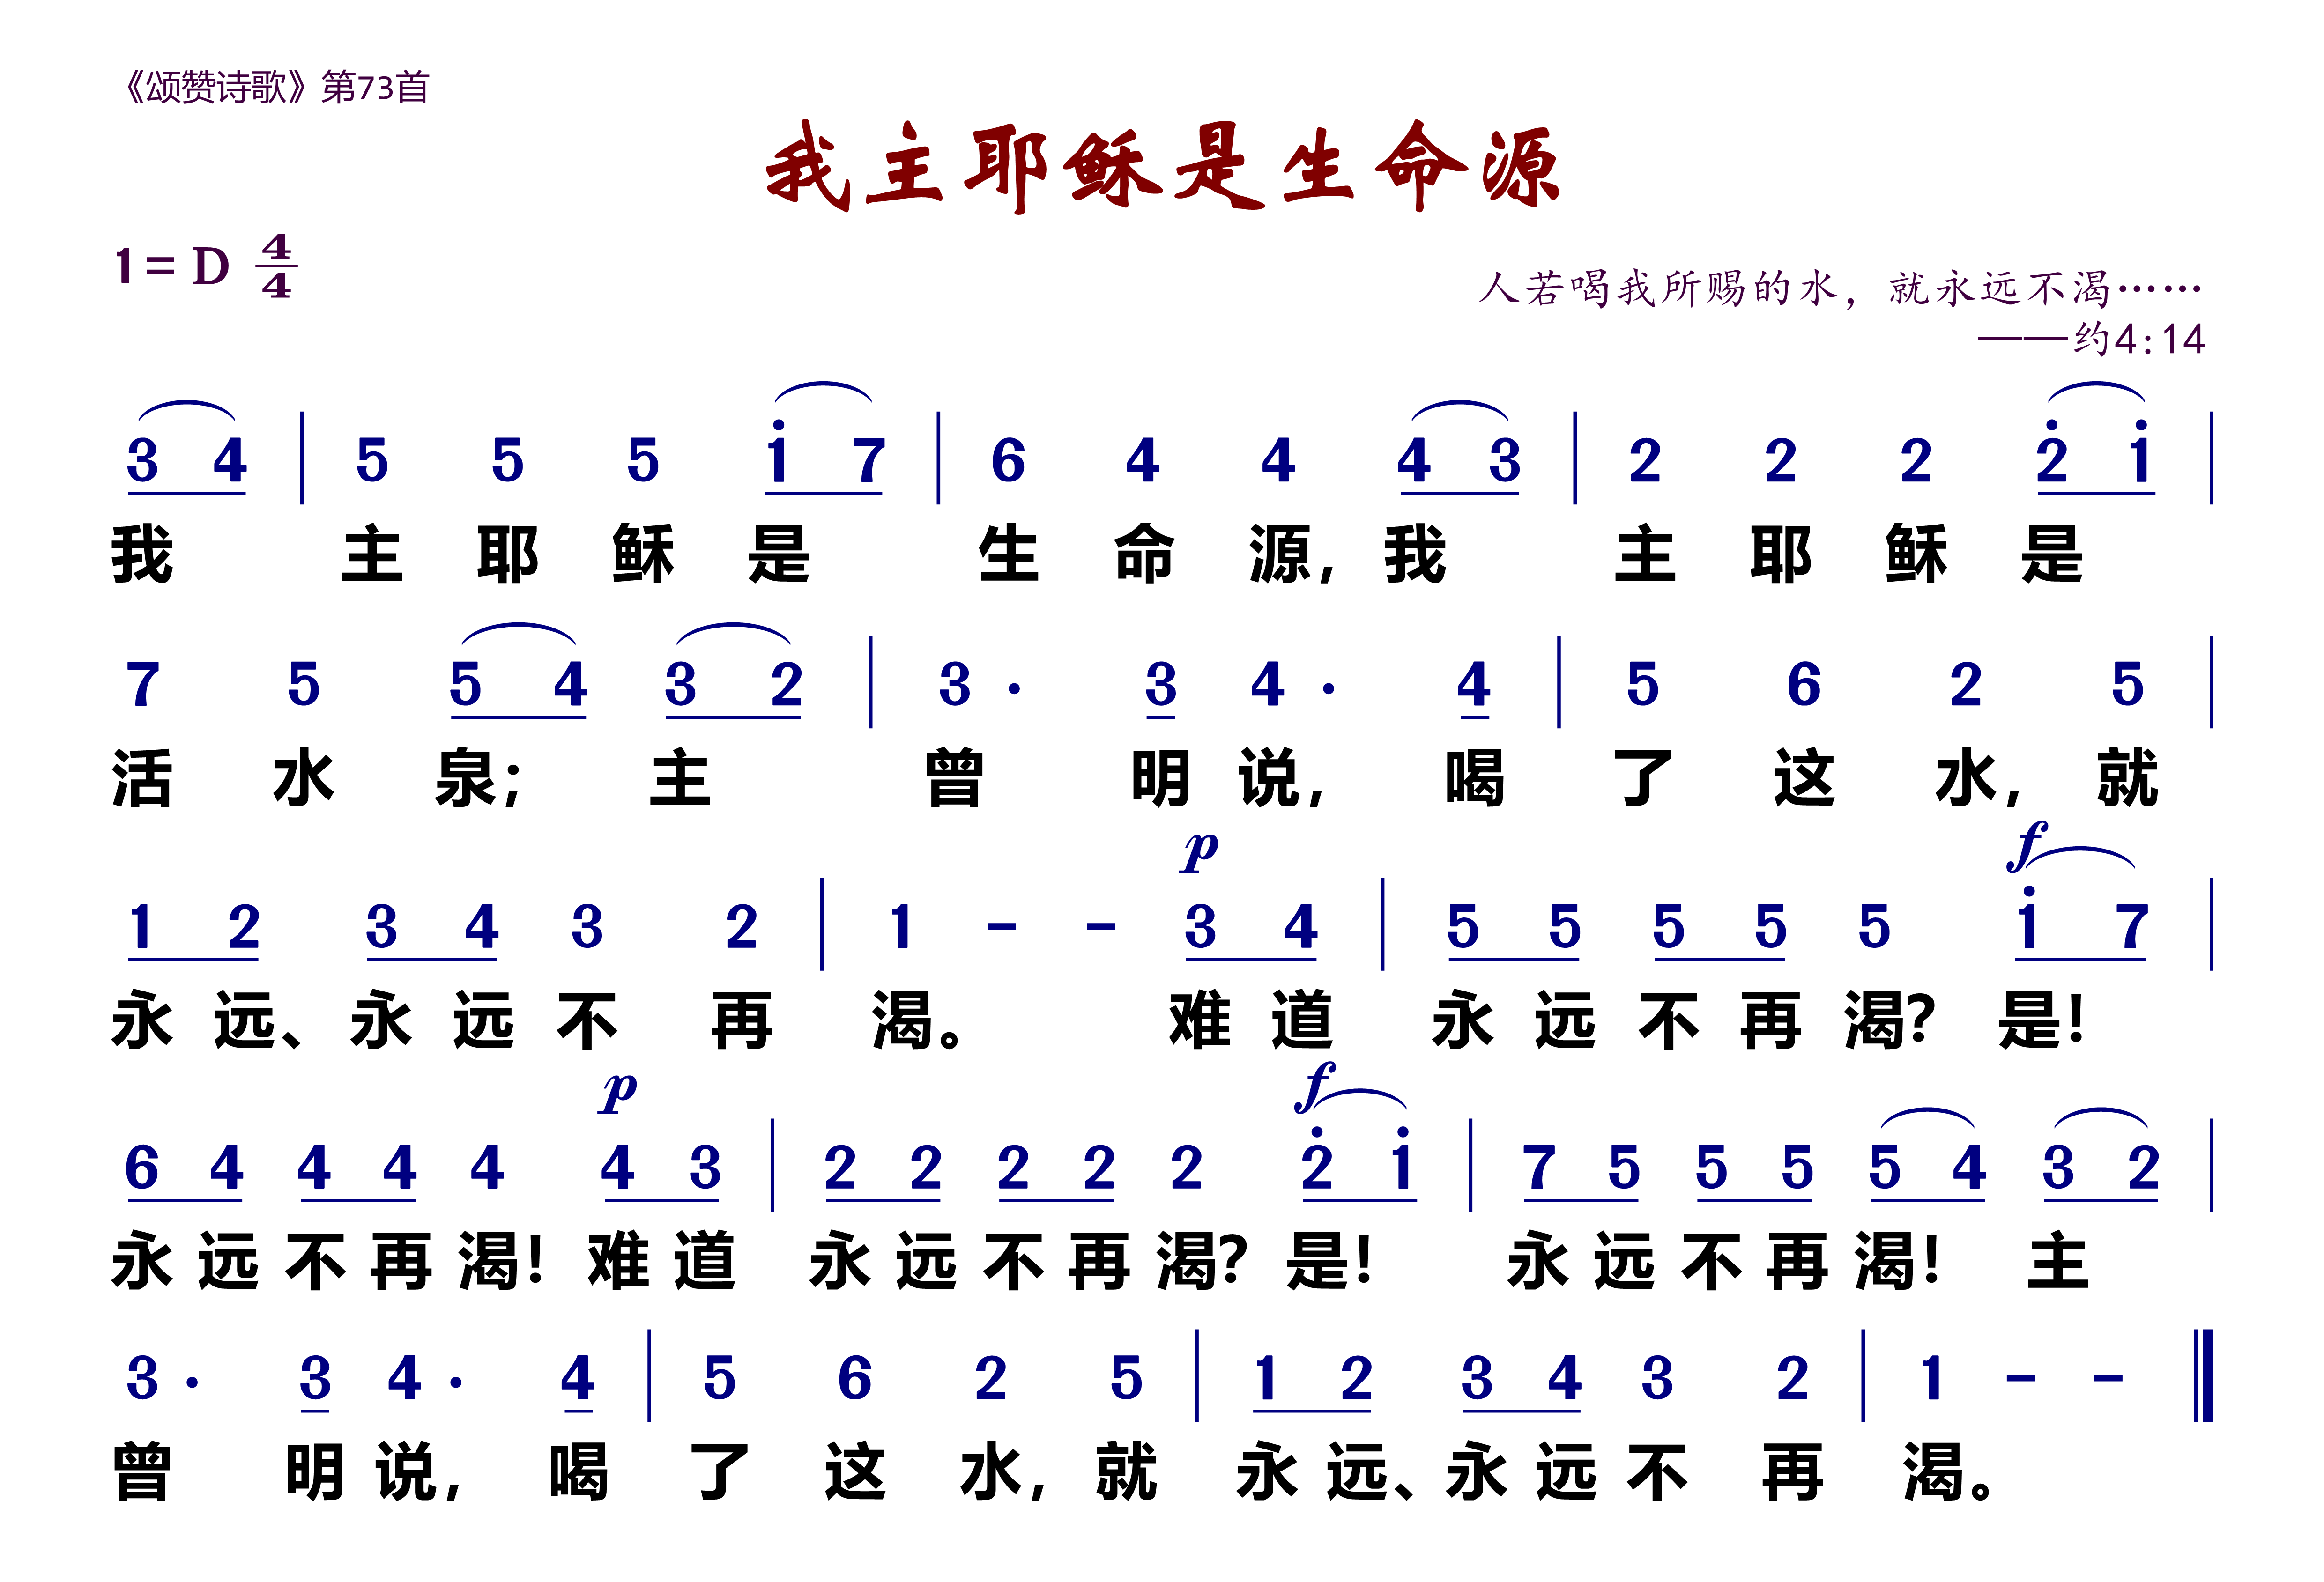 《颂赞诗歌》第73首
我主耶稣是生命源
1= D 4/4
人若喝我所赐的水，就永远不渴……
——约4:14
3 4 | 5 5 5 i 7 | 6 4 4 4 3 | 2 2 2 2̇ i |
我 主 耶 稣 是 生 命 源, 我 主 耶 稣 是
7 5 5 4 3 2 | 3 · 3 4 · 4 | 5 6 2 5 |
活 水 泉; 主 曾 明 说, 喝 了 这 水, 就
p f
1 2 3 4 3 2 | 1 - - 3 4 | 5 5 5 5 5 i 7 |
永 远、永 远 不 再 渴。 难 道 永 远 不 再 渴? 是!
p f
6 4 4 4 4 4 3 | 2 2 2 2 2 2̇ i | 7 5 5 5 5 4 3 2 |
永 远 不 再 渴! 难 道 永 远 不 再 渴? 是! 永 远 不 再 渴! 主
3 · 3 4 · 4 | 5 6 2 5 | 1 2 3 4 3 2 | 1 - - ‖
曾 明 说, 喝 了 这 水, 就 永 远、永 远 不 再 渴。